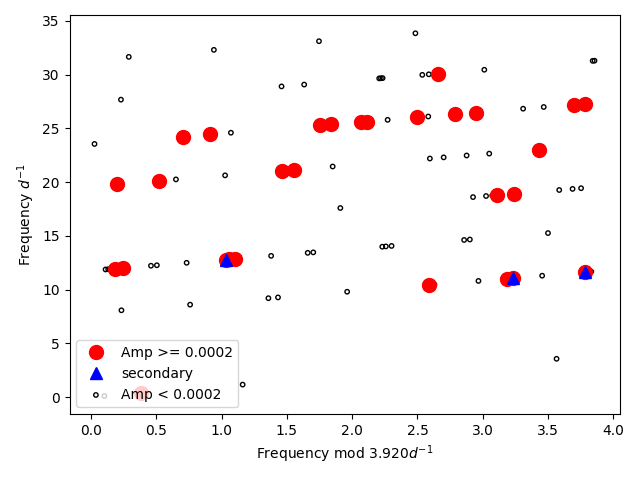 35
30
25
20
15
10
5
0
Frequency d⁻¹
Amp >= 0.0002
secondary
Amp < 0.0002
0.0 0.5 1.0 1.5 2.0 2.5 3.0 3.5 4.0
Frequency mod 3.920d⁻¹